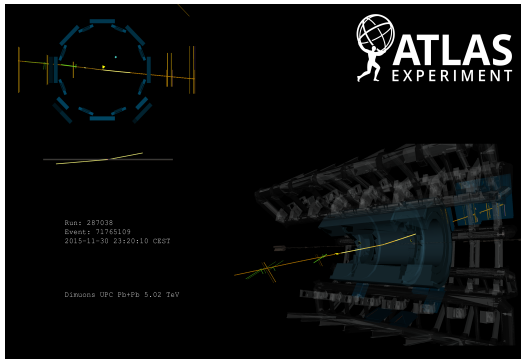 ATLAS
EXPERIMENT
Run: 287038
Event: 71765109
2015-11-30 23:20:10 CEST
Dimuons UPC Pb+Pb 5.02 TeV